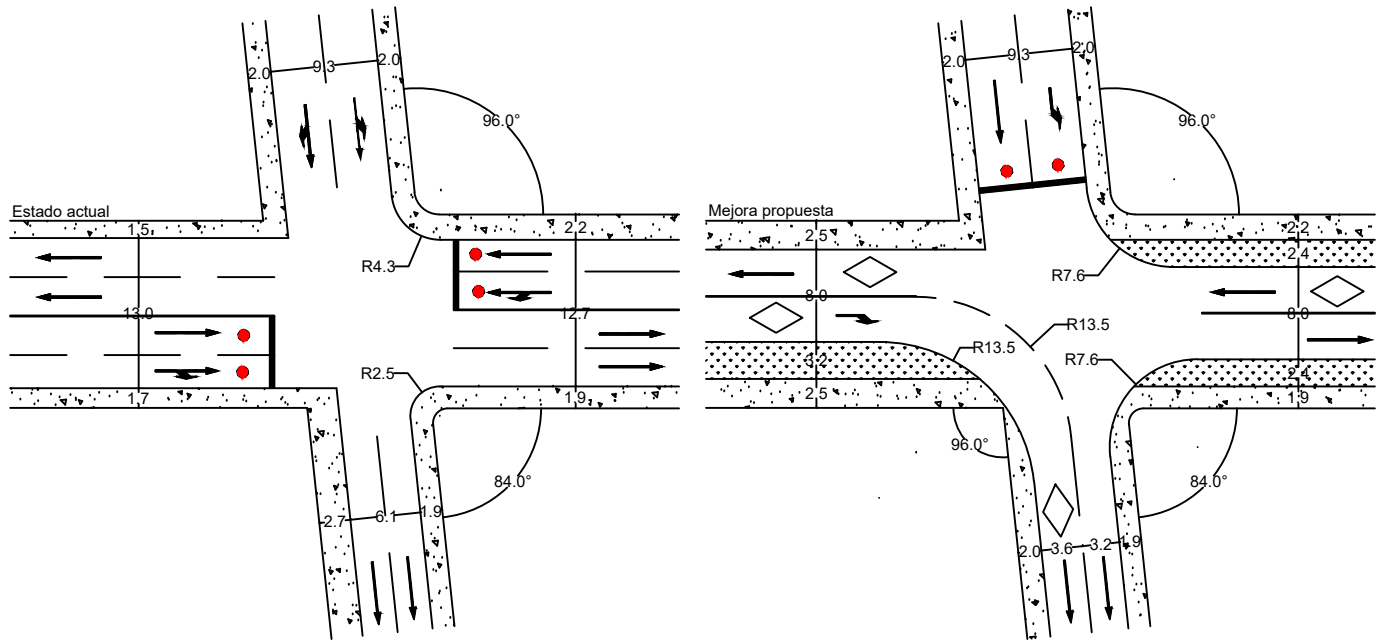 2.0 9.3 2.0
96.0°
Estado actual
1.5 2.2
R4.3
13.0 12.7
R2.5
1.7 1.9
84.0°
2.7 6.1 1.9
2.0 9.3 2.0
96.0°
Mejora propuesta
2.5 2.2
2.4
R7.6
8.0 8.0
R13.5
R13.5
R7.6
3.2 2.4
2.5 1.9
96.0°
84.0°
2.0 3.6 3.2 1.9